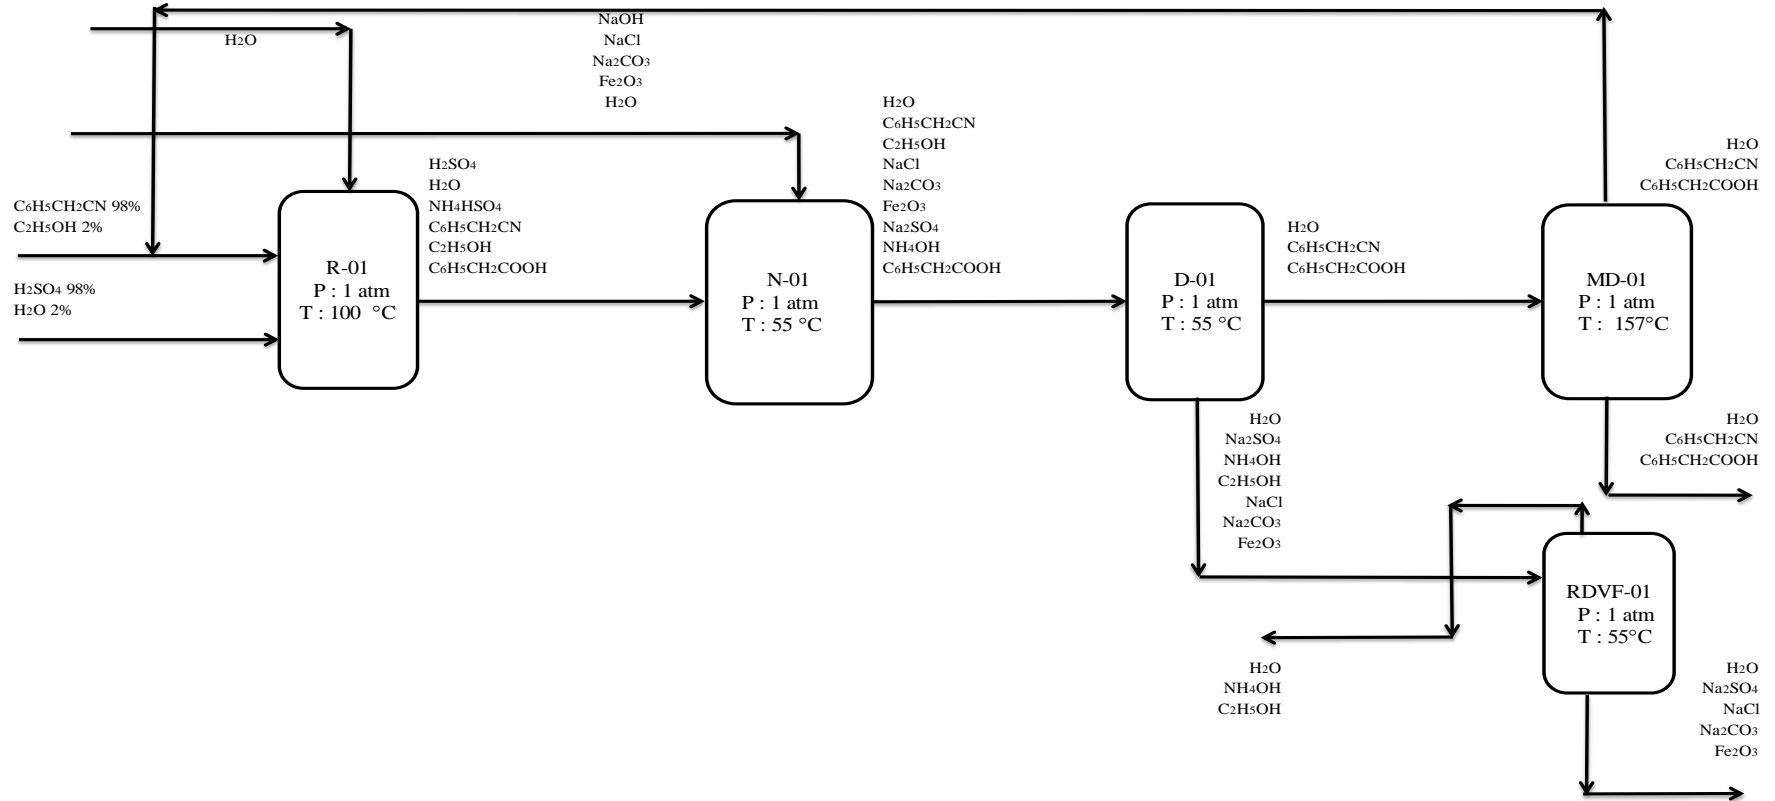 H2O
NaOH
NaCl
Na2CO3
Fe2O3
H2O
C6H5CH2CN 98%
C2H5OH 2%
H2SO4 98%
H2O 2%
R-01
P : 1 atm
T : 100 °C
H2SO4
H2O
NH4HSO4
C6H5CH2CN
C2H5OH
C6H5CH2COOH
N-01
P : 1 atm
T : 55 °C
H2O
C6H5CH2CN
C2H5OH
NaCl
Na2CO3
Fe2O3
Na2SO4
NH4OH
C6H5CH2COOH
D-01
P : 1 atm
T : 55 °C
H2O
C6H5CH2CN
C6H5CH2COOH
MD-01
P : 1 atm
T : 157°C
H2O
C6H5CH2CN
C6H5CH2COOH
H2O
C6H5CH2CN
C6H5CH2COOH
H2O
Na2SO4
NH4OH
C2H5OH
NaCl
Na2CO3
Fe2O3
RDVF-01
P : 1 atm
T : 55°C
H2O
NH4OH
C2H5OH
H2O
Na2SO4
NaCl
Na2CO3
Fe2O3